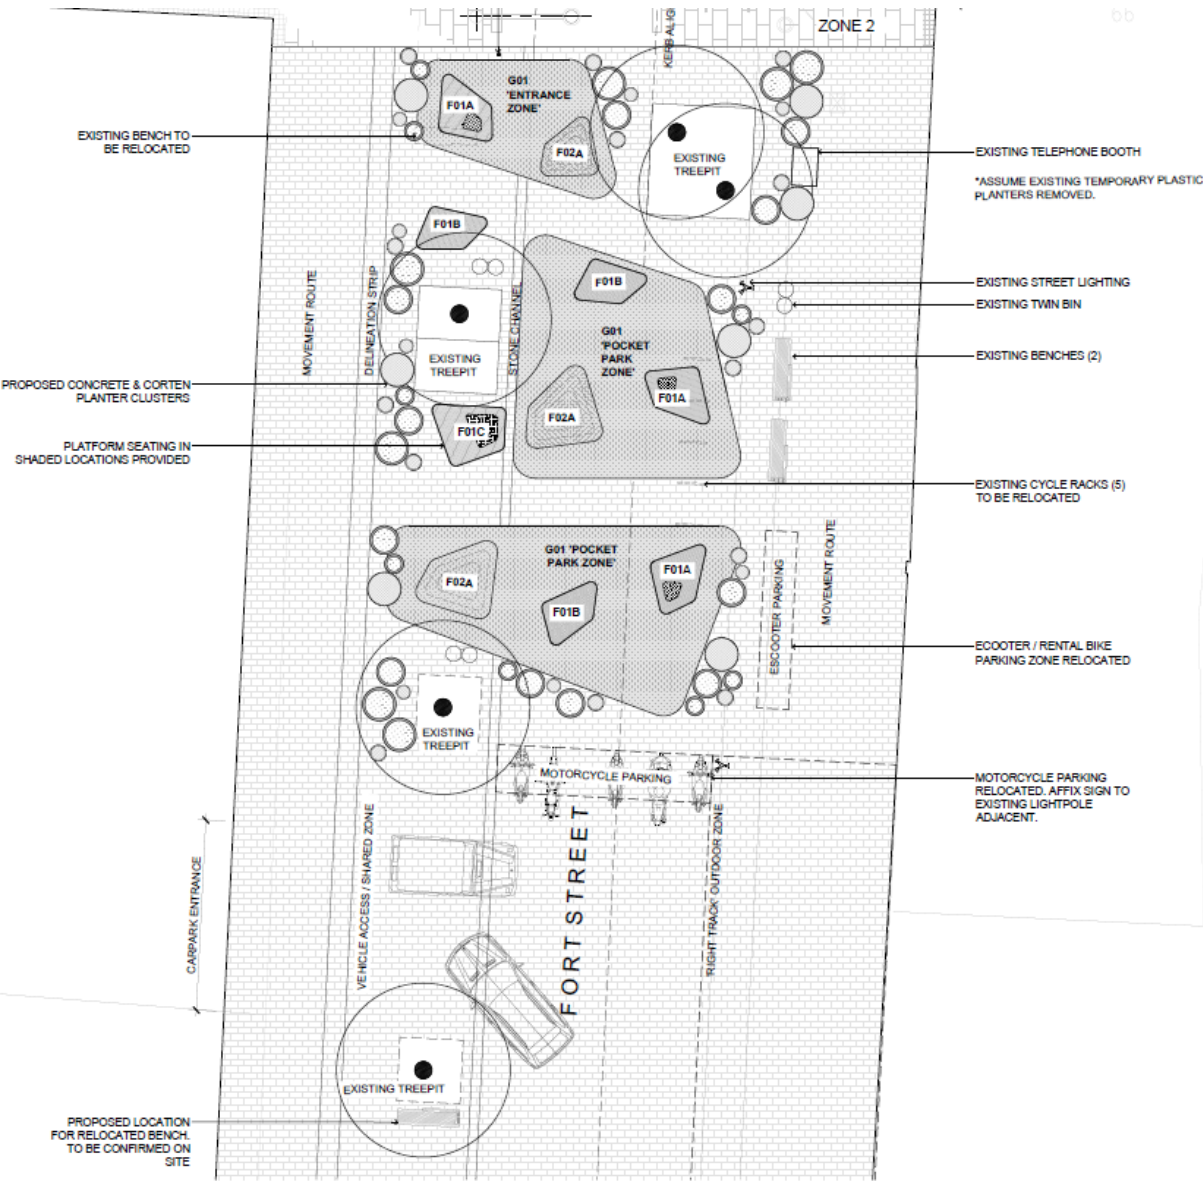 ZONE 2
KERB ALIG
G01
'ENTRANCE
ZONE'
F01A
F02A
EXISTING BENCH TO
BE RELOCATED
EXISTING
TREEPIT
EXISTING TELEPHONE BOOTH
*ASSUME EXISTING TEMPORARY PLASTIC
PLANTERS REMOVED.
F01B
MOVEMENT ROUTE
DELINEATION STRIP
STONE CHANNEL
F01B
EXISTING STREET LIGHTING
EXISTING TWIN BIN
G01
'POCKET
PARK
ZONE'
EXISTING
TREEPIT
EXISTING BENCHES (2)
PROPOSED CONCRETE & CORTEN
PLANTER CLUSTERS
F01A
F02A
F01C
PLATFORM SEATING IN
SHADED LOCATIONS PROVIDED
EXISTING CYCLE RACKS (5)
TO BE RELOCATED
G01 'POCKET
PARK ZONE'
F02A
F01A
F01B
ESCOOTER PARKING
MOVEMENT ROUTE
ECOOTER / RENTAL BIKE
PARKING ZONE RELOCATED
EXISTING
TREEPIT
MOTORCYCLE PARKING
MOTORCYCLE PARKING
RELOCATED. AFFIX SIGN TO
EXISTING LIGHTPOLE
ADJACENT.
CARPARK ENTRANCE
VEHICLE ACCESS / SHARED ZONE
FORT STREET
'RIGHT TRACK' OUTDOOR ZONE
EXISTING TREEPIT
PROPOSED LOCATION
FOR RELOCATED BENCH.
TO BE CONFIRMED ON
SITE